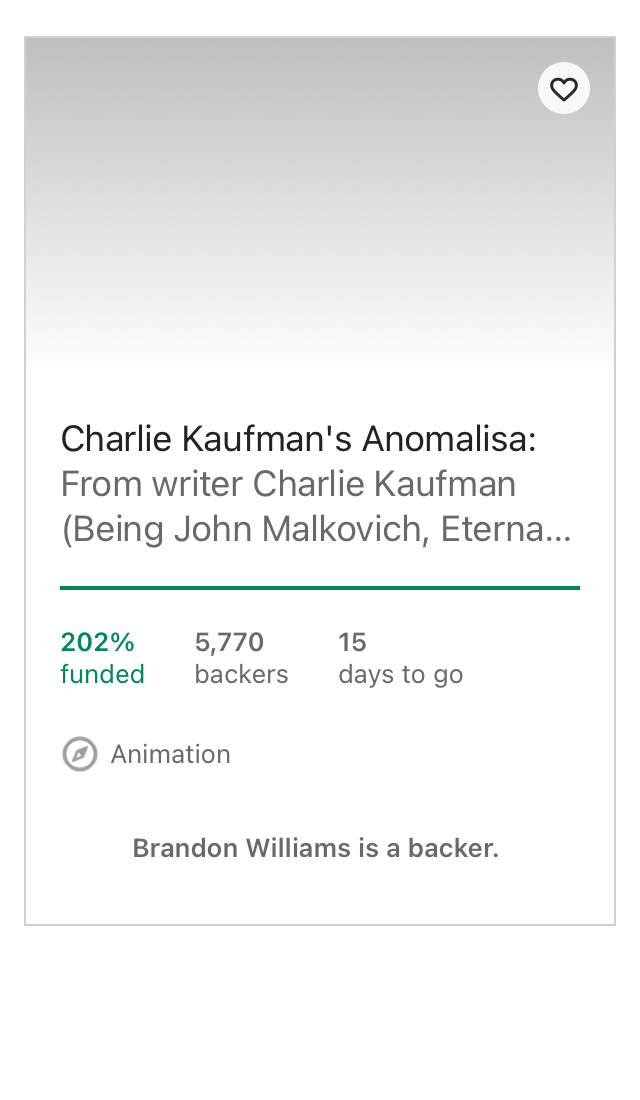 Charlie Kaufman's Anomalisa:
From writer Charlie Kaufman
(Being John Malkovich, Eterna...
202% 5,770 15
funded backers days to go
Animation
Brandon Williams is a backer.